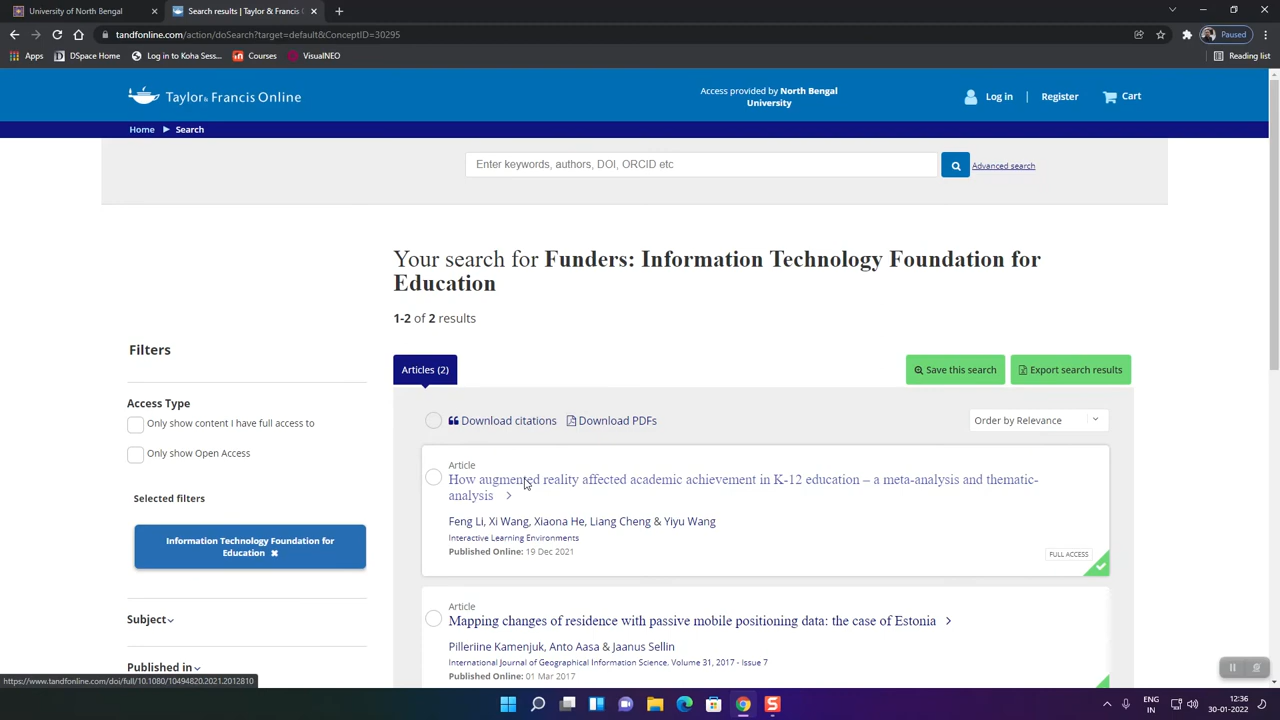 University of North Bengal
Search results | Taylor & Francis
tandfonline.com/action/doSearch?target=default&ConceptID=30295
Paused
Apps
DSpace Home
Log in to Koha Sess...
Courses
VisualNEO
Reading list
Taylor & Francis Online
Access provided by North Bengal
University
Log in
Register
Cart
Home
Search
Enter keywords, authors, DOI, ORCID etc
Advanced search
Your search for Funders: Information Technology Foundation for
Education
1-2 of 2 results
Filters
Articles (2)
Save this search
Export search results
Access Type
Only show content I have full access to
Only show Open Access
Download citations
Download PDFs
Order by Relevance
Article
How augmented reality affected academic achievement in K-12 education – a meta-analysis and thematic-
analysis
Feng Li, Xi Wang, Xiaona He, Liang Cheng & Yiyu Wang
Interactive Learning Environments
Published Online: 19 Dec 2021
FULL ACCESS
Selected filters
Information Technology Foundation for
Education ✖
Subject
Published in
Article
Mapping changes of residence with passive mobile positioning data: the case of Estonia
Pilleriine Kamenjuk, Anto Aasa & Jaanus Sellin
International Journal of Geographical Information Science, Volume 31, 2017 - Issue 7
Published Online: 01 Mar 2017
https://www.tandfonline.com/doi/full/10.1080/10494820.2021.2012810
ENG
IN
12:36
30-01-2022